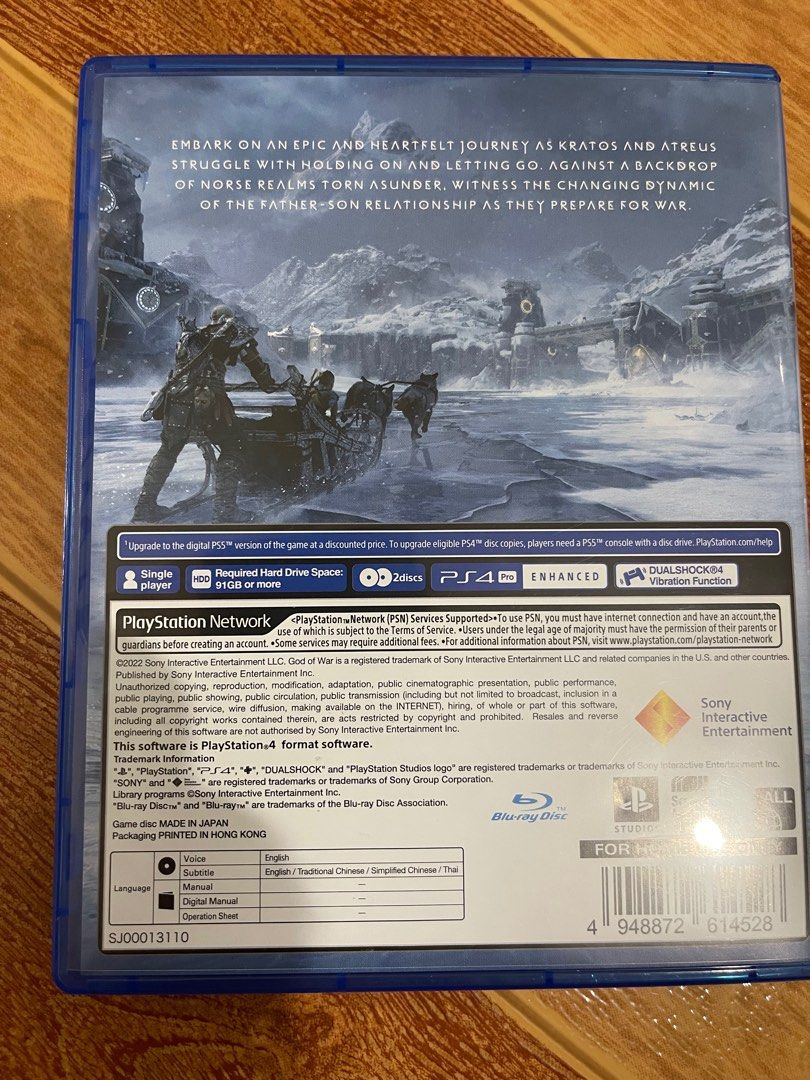 EMBARK ON AN EPIC AND HEARTFELT JOURNEY AS KRATOS AND ATREUS
STRUGGLE WITH HOLDING ON AND LETTING GO. AGAINST A BACKDROP
OF NORSE REALMS TORN ASUNDER, WITNESS THE CHANGING DYNAMIC
OF THE FATHER-SON RELATIONSHIP AS THEY PREPARE FOR WAR.
¹Upgrade to the digital PS5™ version of the game at a discounted price. To upgrade eligible PS4™ disc copies, players need a PS5™ console with a disc drive. PlayStation.com/help
Single player
HDD Required Hard Drive Space: 91GB or more
2discs
PS4 Pro ENHANCED
DUALSHOCK®4 Vibration Function
PlayStation Network
<PlayStation™Network (PSN) Services Supported>•To use PSN, you must have internet connection and have an account,the
use of which is subject to the Terms of Service. •Users under the legal age of majority must have the permission of their parents or
guardians before creating an account. •Some services may require additional fees. •For additional information about PSN, visit www.playstation.com/playstation-network
©2022 Sony Interactive Entertainment LLC. God of War is a registered trademark of Sony Interactive Entertainment LLC and related companies in the U.S. and other countries.
Published by Sony Interactive Entertainment Inc.
Unauthorized copying, reproduction, modification, adaptation, public cinematographic presentation, public performance,
public playing, public showing, public circulation, public transmission (including but not limited to broadcast, inclusion in a
cable programme service, wire diffusion, making available on the INTERNET), hiring, of whole or part of this software,
including all copyright works contained therein, are acts restricted by copyright and prohibited. Resales and reverse
engineering of this software are not authorised by Sony Interactive Entertainment Inc.
Sony
Interactive
Entertainment
This software is PlayStation®4 format software.
Trademark Information
"", "PlayStation", "PS4", "", "DUALSHOCK" and "PlayStation Studios logo" are registered trademarks or trademarks of Sony Interactive Entertainment Inc.
"SONY" and "" are registered trademarks or trademarks of Sony Group Corporation.
Library programs ©Sony Interactive Entertainment Inc.
"Blu-ray Disc™" and "Blu-ray™" are trademarks of the Blu-ray Disc Association.
Blu-ray Disc™
STUDIOS
ALL
Game disc MADE IN JAPAN
Packaging PRINTED IN HONG KONG
FOR
Language
Voice English
Subtitle English / Traditional Chinese / Simplified Chinese / Thai
Manual —
Digital Manual —
Operation Sheet —
SJ00013110
4 948872 614528